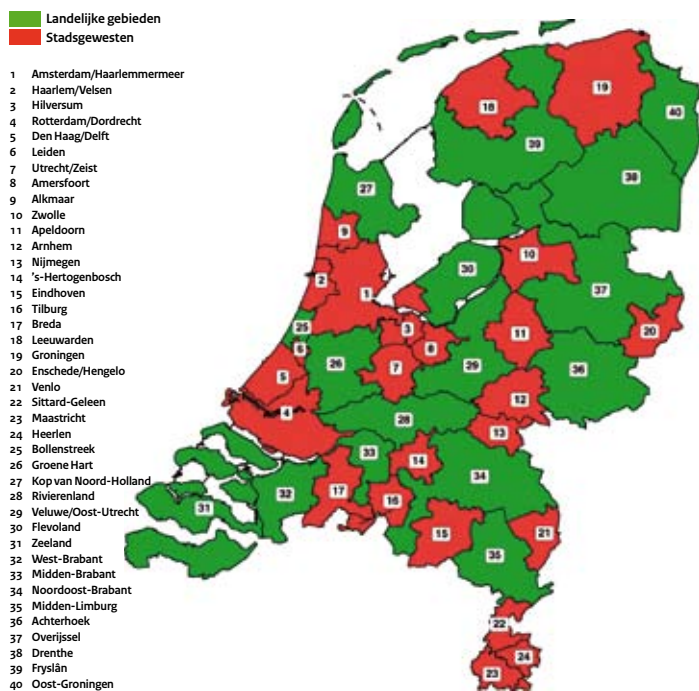 Landelijke gebieden
Stadsgewesten
1 Amsterdam/Haarlemmermeer
2 Haarlem/Velsen
3 Hilversum
4 Rotterdam/Dordrecht
5 Den Haag/Delft
6 Leiden
7 Utrecht/Zeist
8 Amersfoort
9 Alkmaar
10 Zwolle
11 Apeldoorn
12 Arnhem
13 Nijmegen
14 's-Hertogenbosch
15 Eindhoven
16 Tilburg
17 Breda
18 Leeuwarden
19 Groningen
20 Enschede/Hengelo
21 Venlo
22 Sittard-Geleen
23 Maastricht
24 Heerlen
25 Bollenstreek
26 Groene Hart
27 Kop van Noord-Holland
28 Rivierenland
29 Veluwe/Oost-Utrecht
30 Flevoland
31 Zeeland
32 West-Brabant
33 Midden-Brabant
34 Noordoost-Brabant
35 Midden-Limburg
36 Achterhoek
37 Overijssel
38 Drenthe
39 Fryslân
40 Oost-Groningen
19
18
40
39
38
27
9
10
30
2
1
37
25
3
11
20
6
8
26
7
29
36
5
12
4
28
13
33
14
34
17
32
16
31
15
21
35
22
24
23